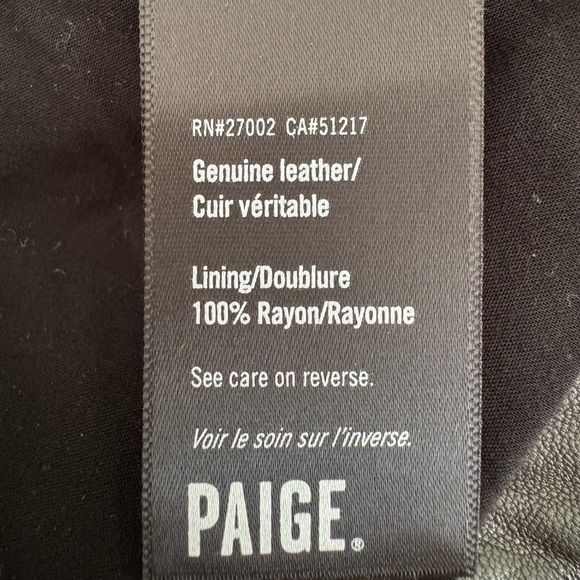 RN#27002 CA#51217
Genuine leather/
Cuir véritable
Lining/Doublure
100% Rayon/Rayonne
See care on reverse.
Voir le soin sur l'inverse.
PAIGE®